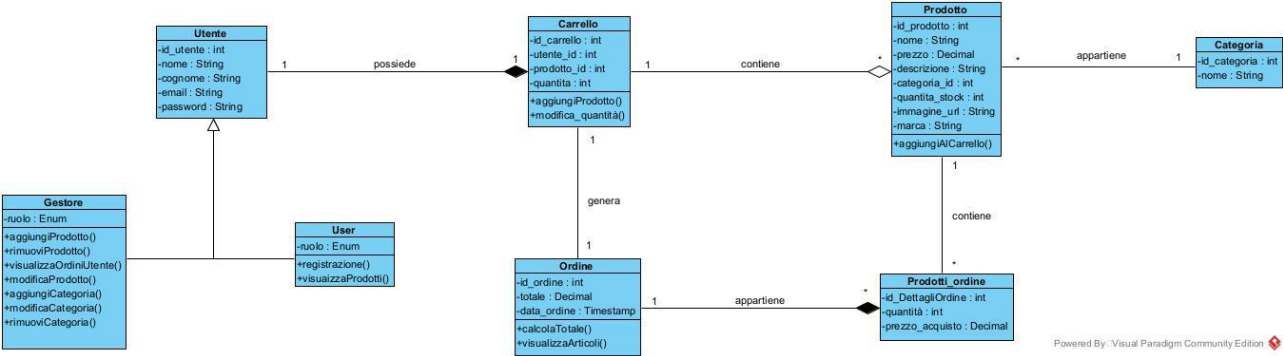 Utente
-id_utente : int
-nome : String
-cognome : String
-email : String
-password : String
1
possiede
1
Carrello
-id_carrello : int
-utente_id : int
-prodotto_id : int
-quantita : int
+aggiungiProdotto()
+modifica_quantità()
1
contiene
*
Prodotto
-id_prodotto : int
-nome : String
-prezzo : Decimal
-descrizione : String
-categoria_id : int
-quantita_stock : int
-immagine_url : String
-marca : String
+aggiungiAlCarrello()
*
appartiene
1
Categoria
-id_categoria : int
-nome : String
1
genera
1
1
contiene
*
Gestore
-ruolo : Enum
+aggiungiProdotto()
+rimuoviProdotto()
+visualizzaOrdiniUtente()
+modificaProdotto()
+aggiungiCategoria()
+modificaCategoria()
+rimuoviCategoria()
User
-ruolo : Enum
+registrazione()
+visuaizzaProdotti()
Ordine
-id_ordine : int
-totale : Decimal
-data_ordine : Timestamp
+calcolaTotale()
+visualizzaArticoli()
1
appartiene
*
Prodotti_ordine
-id_DettagliOrdine : int
-quantità : int
-prezzo_acquisto : Decimal
Powered By Visual Paradigm Community Edition